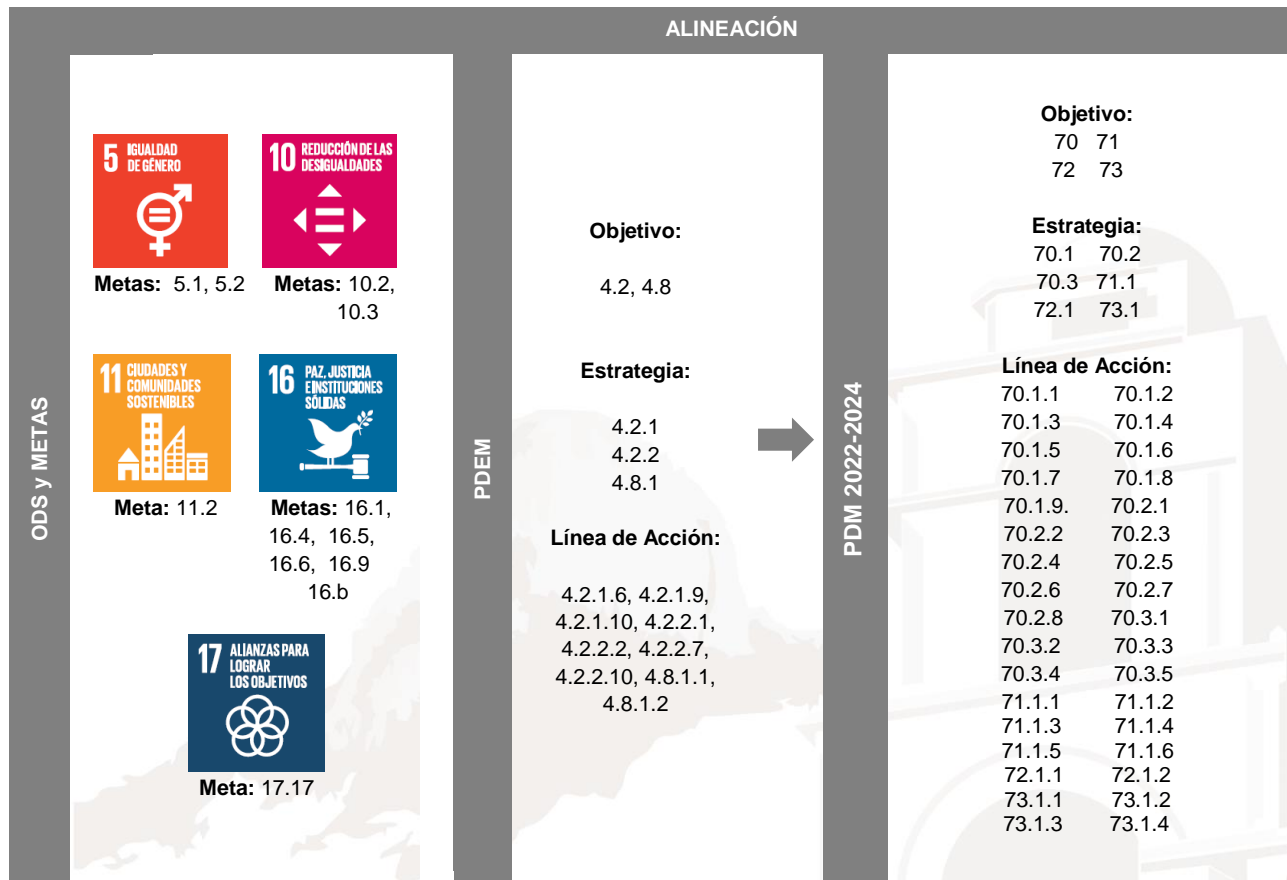 ALINEACIÓN
ODS y METAS
5 IGUALDAD
DE GÉNERO
Metas: 5.1, 5.2
10 REDUCCIÓN DE LAS
DESIGUALDADES
Metas: 10.2,
10.3
11 CIUDADES Y
COMUNIDADES
SOSTENIBLES
Meta: 11.2
16 PAZ, JUSTICIA
E INSTITUCIONES
SÓLIDAS
Metas: 16.1,
16.4, 16.5,
16.6, 16.9
16.b
17 ALIANZAS PARA
LOGRAR
LOS OBJETIVOS
Meta: 17.17
PDEM
Objetivo:
4.2, 4.8
Estrategia:
4.2.1
4.2.2
4.8.1
Línea de Acción:
4.2.1.6, 4.2.1.9,
4.2.1.10, 4.2.2.1,
4.2.2.2, 4.2.2.7,
4.2.2.10, 4.8.1.1,
4.8.1.2
PDM 2022-2024
Objetivo:
70 71
72 73
Estrategia:
70.1 70.2
70.3 71.1
72.1 73.1
Línea de Acción:
70.1.1 70.1.2
70.1.3 70.1.4
70.1.5 70.1.6
70.1.7 70.1.8
70.1.9. 70.2.1
70.2.2 70.2.3
70.2.4 70.2.5
70.2.6 70.2.7
70.2.8 70.3.1
70.3.2 70.3.3
70.3.4 70.3.5
71.1.1 71.1.2
71.1.3 71.1.4
71.1.5 71.1.6
72.1.1 72.1.2
73.1.1 73.1.2
73.1.3 73.1.4